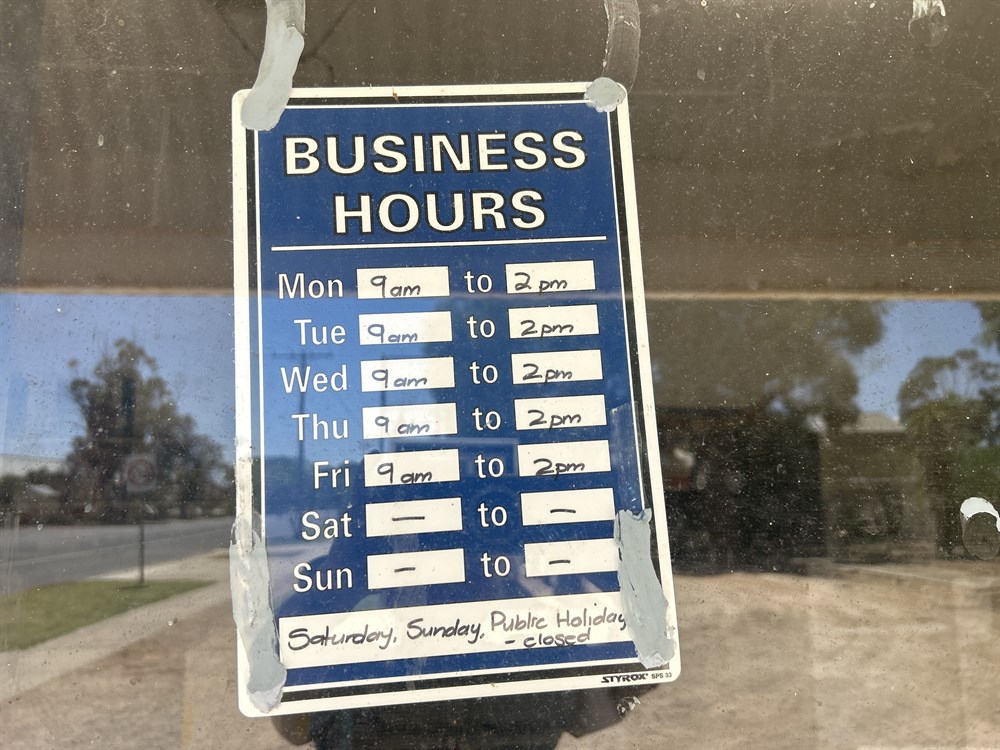 BUSINESS
HOURS
Mon 9am to 2pm
Tue 9am to 2pm
Wed 9am to 2pm
Thu 9am to 2pm
Fri 9am to 2pm
Sat - to -
Sun - to -
Saturday, Sunday, Public Holiday
- closed
STYROX SPS 33